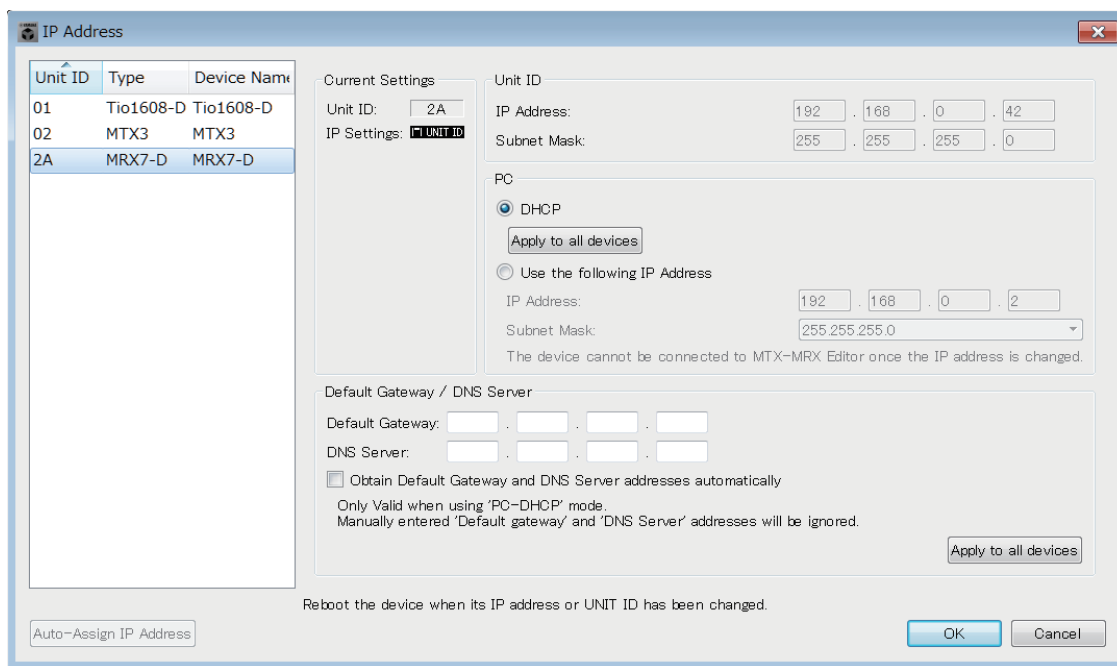 IP Address
Unit ID Type Device Name
01 Tio1608-D Tio1608-D
02 MTX3 MTX3
2A MRX7-D MRX7-D
Current Settings
Unit ID: 2A
IP Settings: UNIT ID
Unit ID
IP Address: 192 . 168 . 0 . 42
Subnet Mask: 255 . 255 . 255 . 0
PC
DHCP
Apply to all devices
Use the following IP Address
IP Address: 192 . 168 . 0 . 2
Subnet Mask: 255.255.255.0
The device cannot be connected to MTX-MRX Editor once the IP address is changed.
Default Gateway / DNS Server
Default Gateway: . . .
DNS Server: . . .
Obtain Default Gateway and DNS Server addresses automatically
Only Valid when using 'PC-DHCP' mode.
Manually entered 'Default gateway' and 'DNS Server' addresses will be ignored.
Apply to all devices
Reboot the device when its IP address or UNIT ID has been changed.
Auto-Assign IP Address
OK
Cancel